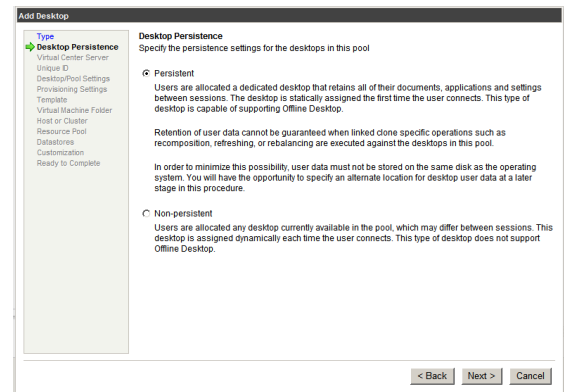 Add Desktop
Type
Desktop Persistence
Virtual Center Server
Unique ID
Desktop/Pool Settings
Provisioning Settings
Template
Virtual Machine Folder
Host or Cluster
Resource Pool
Datastores
Customization
Ready to Complete
Desktop Persistence
Specify the persistence settings for the desktops in this pool
Persistent
Users are allocated a dedicated desktop that retains all of their documents, applications and settings
between sessions. The desktop is statically assigned the first time the user connects. This type of
desktop is capable of supporting Offline Desktop.
Retention of user data cannot be guaranteed when linked clone specific operations such as
recomposition, refreshing, or rebalancing are executed against the desktops in this pool.
In order to minimize this possibility, user data must not be stored on the same disk as the operating
system. You will have the opportunity to specify an alternate location for desktop user data at a later
stage in this procedure.
Non-persistent
Users are allocated any desktop currently available in the pool, which may differ between sessions. This
desktop is assigned dynamically each time the user connects. This type of desktop does not support
Offline Desktop.
< Back Next > Cancel